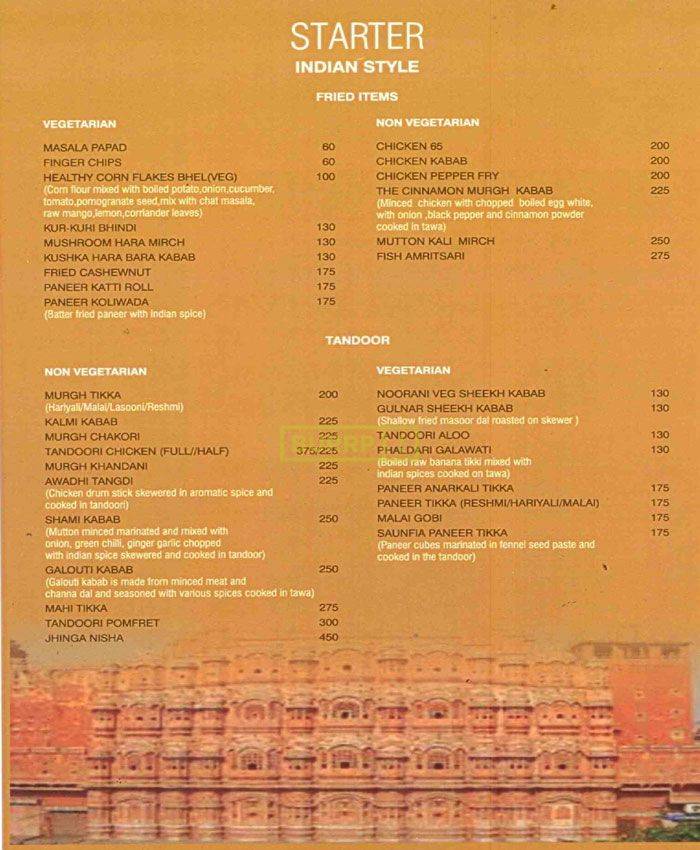 STARTER
INDIAN STYLE
FRIED ITEMS
VEGETARIAN
MASALA PAPAD 60
FINGER CHIPS 60
HEALTHY CORN FLAKES BHEL(VEG) 100
(Corn flour mixed with boiled potato,onion,cucumber,
tomato,pomogranate seed,mix with chat masala,
raw mango,lemon,corriander leaves)
KUR-KURI BHINDI 130
MUSHROOM HARA MIRCH 130
KUSHKA HARA BARA KABAB 130
FRIED CASHEWNUT 175
PANEER KATTI ROLL 175
PANEER KOLIWADA 175
(Batter fried paneer with Indian spice)
NON VEGETARIAN
CHICKEN 65 200
CHICKEN KABAB 200
CHICKEN PEPPER FRY 200
THE CINNAMON MURGH KABAB 225
(Minced chicken with chopped boiled egg white,
with onion ,black pepper and cinnamon powder
cooked in tawa)
MUTTON KALI MIRCH 250
FISH AMRITSARI 275
TANDOOR
NON VEGETARIAN
MURGH TIKKA 200
(Hariyali/Malai/Lasooni/Reshmi)
KALMI KABAB 225
MURGH CHAKORI 225
TANDOORI CHICKEN (FULL//HALF) 375/225
MURGH KHANDANI 225
AWADHI TANGDI 225
(Chicken drum stick skewered in aromatic spice and
cooked in tandoori)
SHAMI KABAB 250
(Mutton minced marinated and mixed with
onion, green chilli, ginger garlic chopped
with indian spice skewered and cooked in tandoor)
GALOUTI KABAB 250
(Galouti kabab is made from minced meat and
channa dal and seasoned with various spices cooked in tawa)
MAHI TIKKA 275
TANDOORI POMFRET 300
JHINGA NISHA 450
VEGETARIAN
NOORANI VEG SHEEKH KABAB 130
GULNAR SHEEKH KABAB 130
(Shallow fried masoor dal roasted on skewer )
TANDOORI ALOO 130
PHALDARI GALAWATI 130
(Boiled raw banana tikki mixed with
indian spices cooked on tawa)
PANEER ANARKALI TIKKA 175
PANEER TIKKA (RESHMI/HARIYALI/MALAI) 175
MALAI GOBI 175
SAUNFIA PANEER TIKKA 175
(Paneer cubes marinated in fennel seed paste and
cooked in the tandoor)